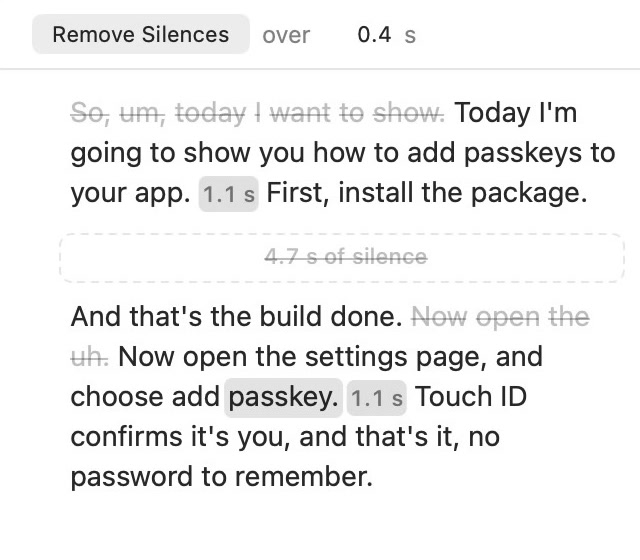 Remove Silences over 0.4 s
So, um, today I want to show. Today I'm
going to show you how to add passkeys to
your app. 1.1 s First, install the package.
4.7 s of silence
And that's the build done. Now open the
uh. Now open the settings page, and
choose add passkey. 1.1 s Touch ID
confirms it's you, and that's it, no
password to remember.